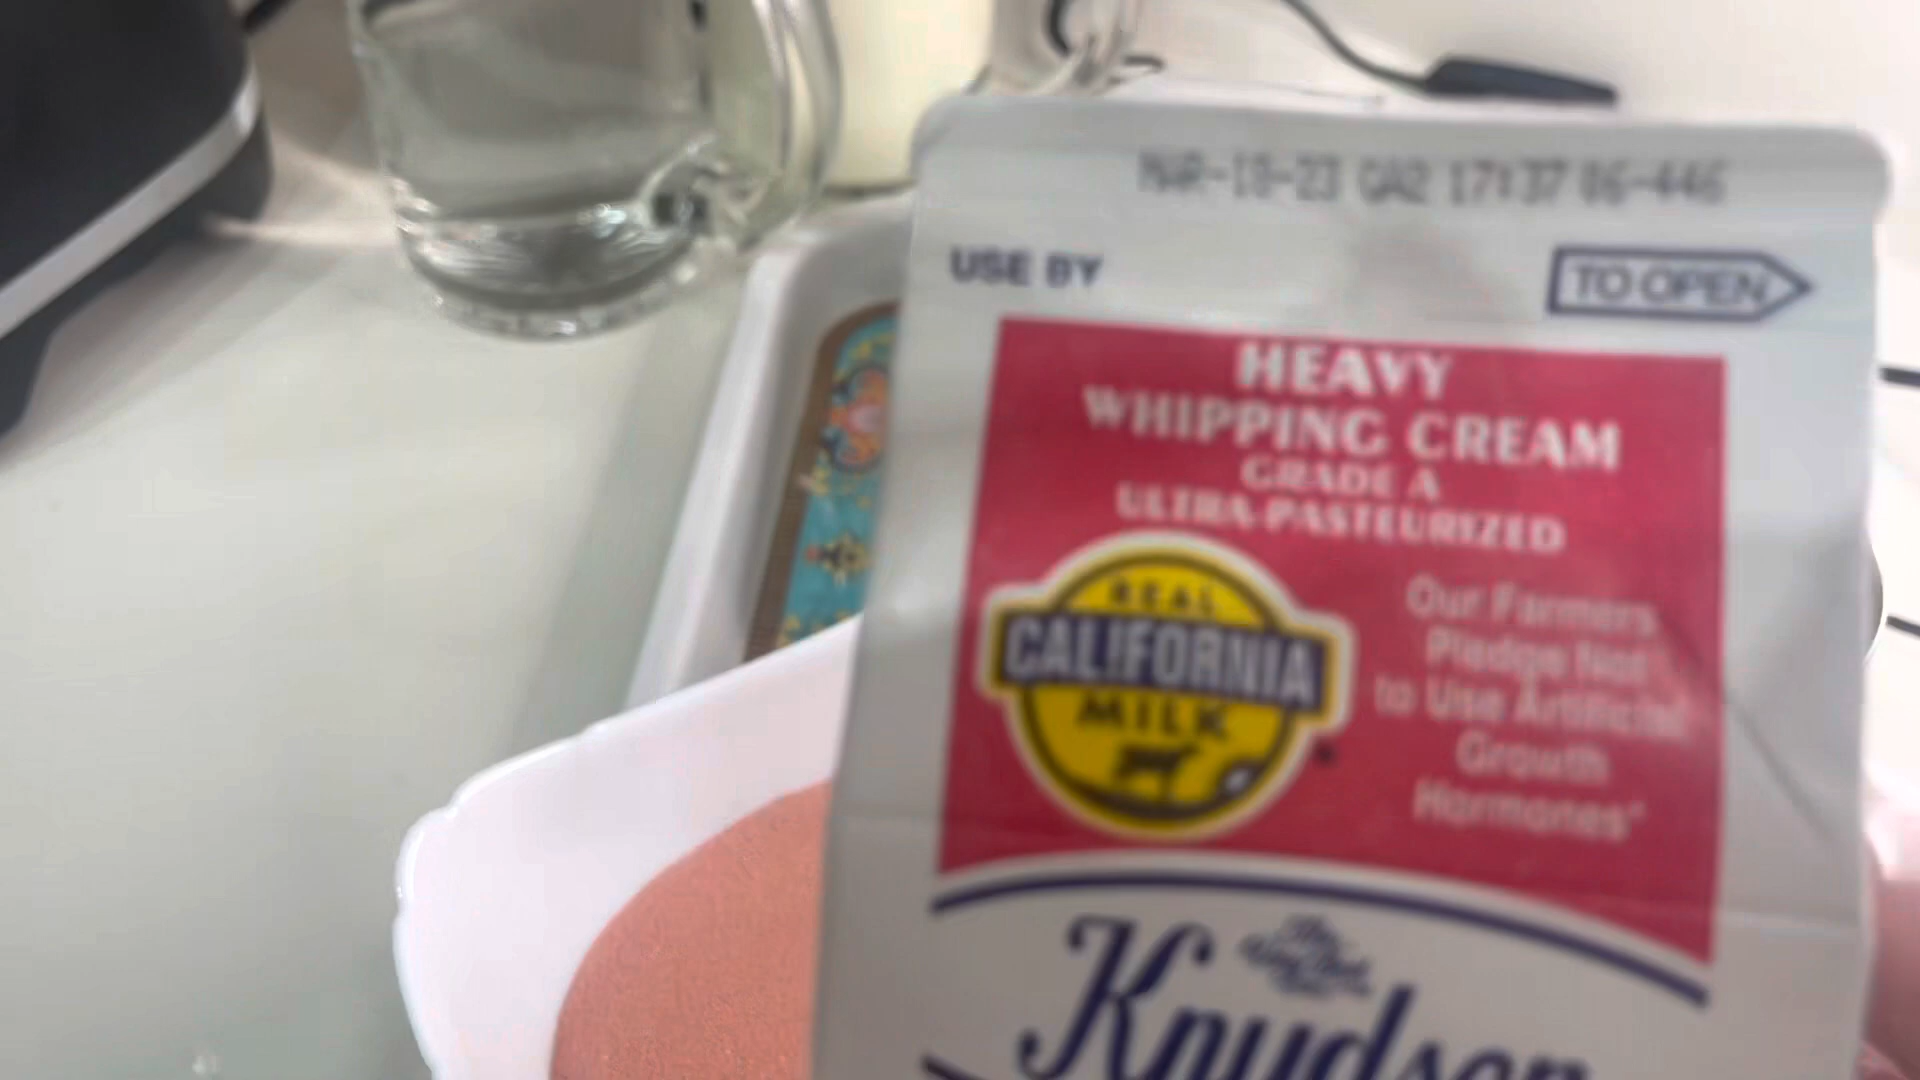 MAR-10-23 QA2 17:37 06-446
USE BY
TO OPEN
HEAVY
WHIPPING CREAM
GRADE A
ULTRA-PASTEURIZED
REAL
CALIFORNIA
MILK
Our Farmers
Pledge Not
to Use Artificial
Growth
Hormones*
Knudsen